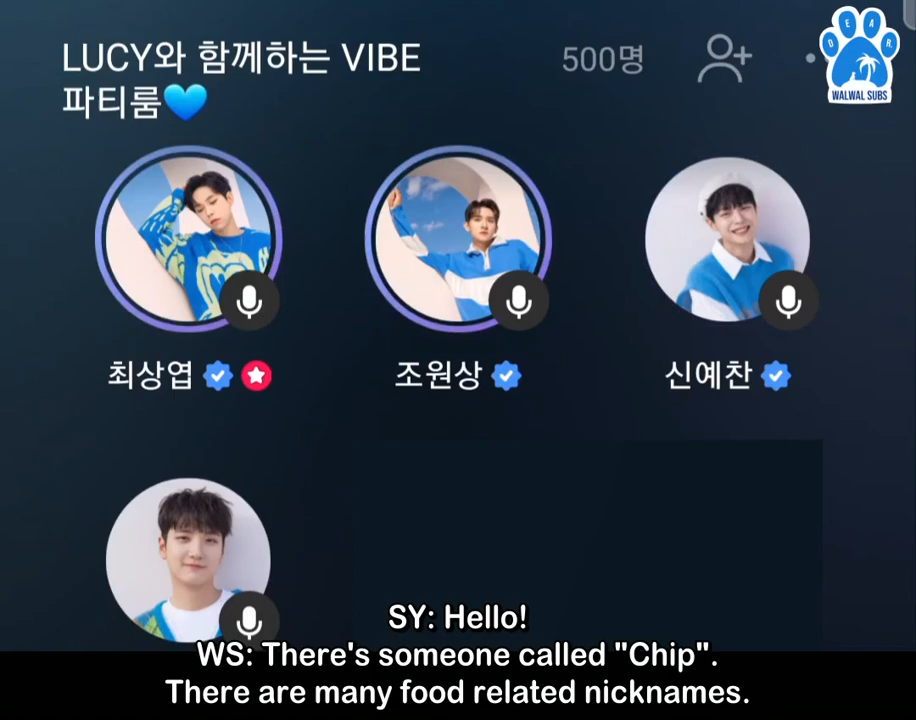 LUCY와 함께하는 VIBE
파티룸💙
500명
DEAR.
WALWAL SUBS
최상엽
조원상
신예찬
SY: Hello!
WS: There's someone called "Chip".
There are many food related nicknames.